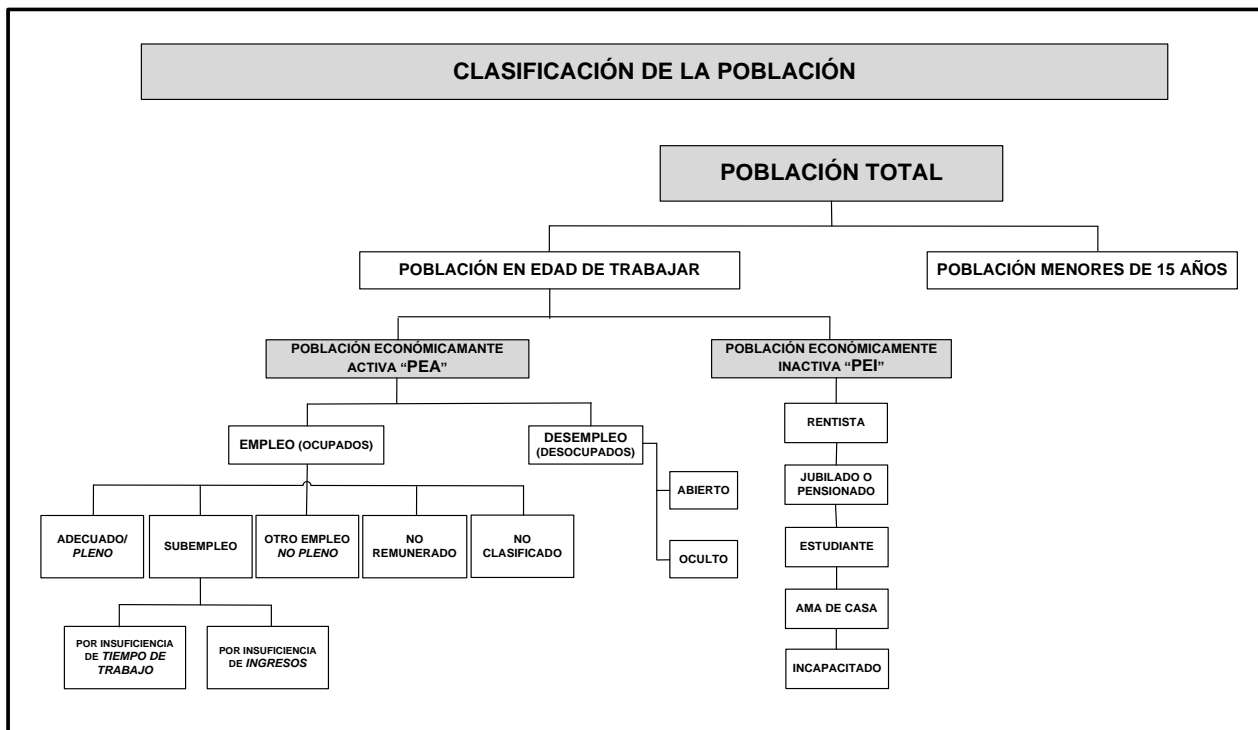 CLASIFICACIÓN DE LA POBLACIÓN
POBLACIÓN TOTAL
POBLACIÓN EN EDAD DE TRABAJAR
POBLACIÓN MENORES DE 15 AÑOS
POBLACIÓN ECONÓMICAMANTE
ACTIVA “PEA”
POBLACIÓN ECONÓMICAMENTE
INACTIVA “PEI”
EMPLEO (OCUPADOS)
DESEMPLEO
(DESOCUPADOS)
ABIERTO
OCULTO
ADECUADO/
PLENO
SUBEMPLEO
OTRO EMPLEO
NO PLENO
NO
REMUNERADO
NO
CLASIFICADO
POR INSUFICIENCIA
DE TIEMPO DE
TRABAJO
POR INSUFICIENCIA
DE INGRESOS
RENTISTA
JUBILADO O
PENSIONADO
ESTUDIANTE
AMA DE CASA
INCAPACITADO